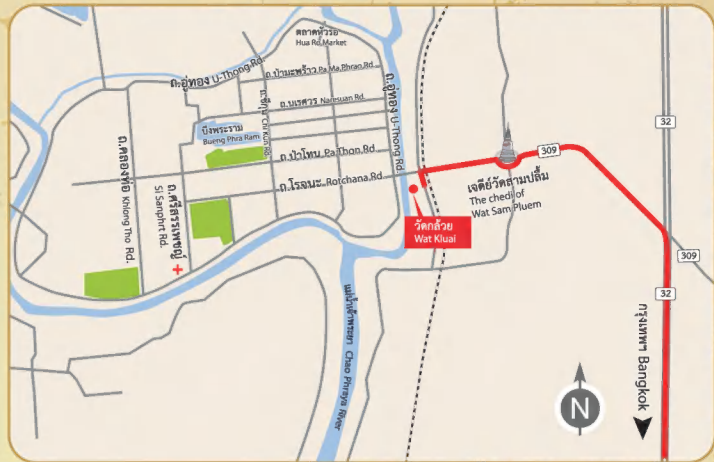 ตลาดหัวรอ
Hua Ro Market
ถ.อู่ทอง U-Thong Rd.
ถ.ป่ามะพร้าว Pa Ma Phrao Rd.
ถ.นเรศวร Naresuan Rd.
ถ.ชีกุน Chi Kun Rd.
ถ.อู่ทอง U-Thong Rd.
บึงพระราม
Bueng Phra Ram
ถ.ป่าโทน Pa Thon Rd.
ถ.โรจนะ Rotchana Rd.
ถ.คลองท่อ Khlong Tho Rd.
ถ.ศรีสรรเพชญ์
Si Sanphet Rd.
วัดกล้วย
Wat Kluai
เจดีย์วัดสามปลื้ม
The chedi of
Wat Sam Pluem
309
32
309
32
แม่น้ำเจ้าพระยา Chao Phraya River
กรุงเทพฯ Bangkok
N